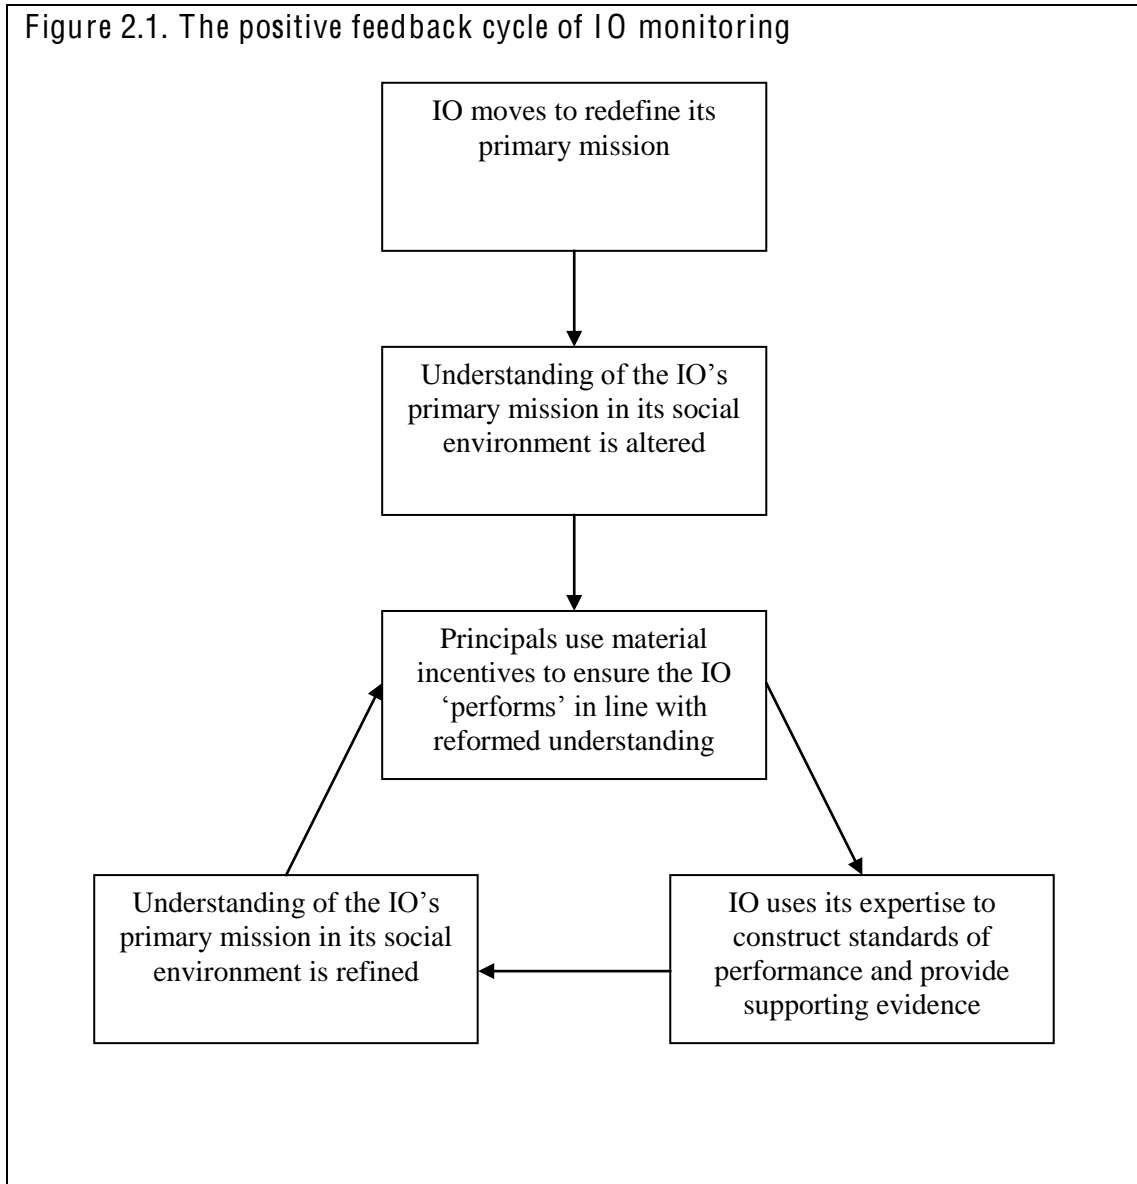 Figure 2.1. The positive feedback cycle of IO monitoring
IO moves to redefine its
primary mission
Understanding of the IO’s
primary mission in its social
environment is altered
Principals use material
incentives to ensure the IO
‘performs’ in line with
reformed understanding
Understanding of the IO’s
primary mission in its social
environment is refined
IO uses its expertise to
construct standards of
performance and provide
supporting evidence